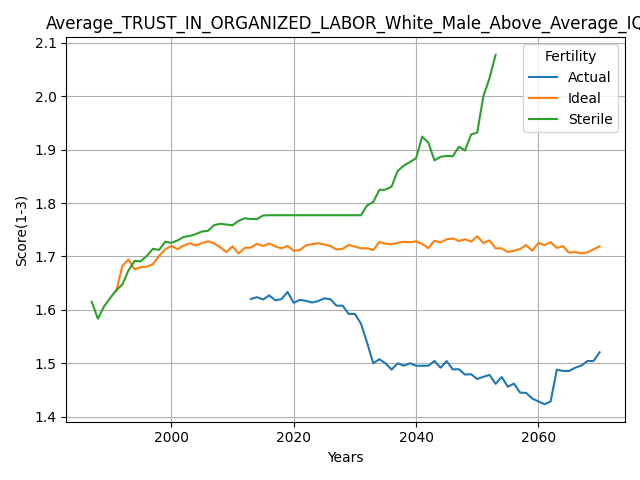 Average_TRUST_IN_ORGANIZED_LABOR_White_Male_Above_Average_IQ
2.1
2.0
1.9
1.8
1.7
1.6
1.5
1.4
Score(1-3)
Fertility
Actual
Ideal
Sterile
2000
2020
2040
2060
Years